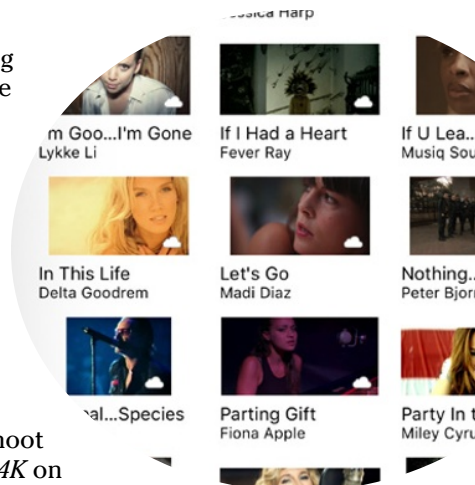 ng
e
Jessica Harp
I'm Goo...I'm Gone
Lykke Li
If I Had a Heart
Fever Ray
If U Lea...
Musiq Sou
In This Life
Delta Goodrem
Let's Go
Madi Diaz
Nothing...
Peter Bjorn
al...Species
Parting Gift
Fiona Apple
Party In t
Miley Cyru
hoot
4K on